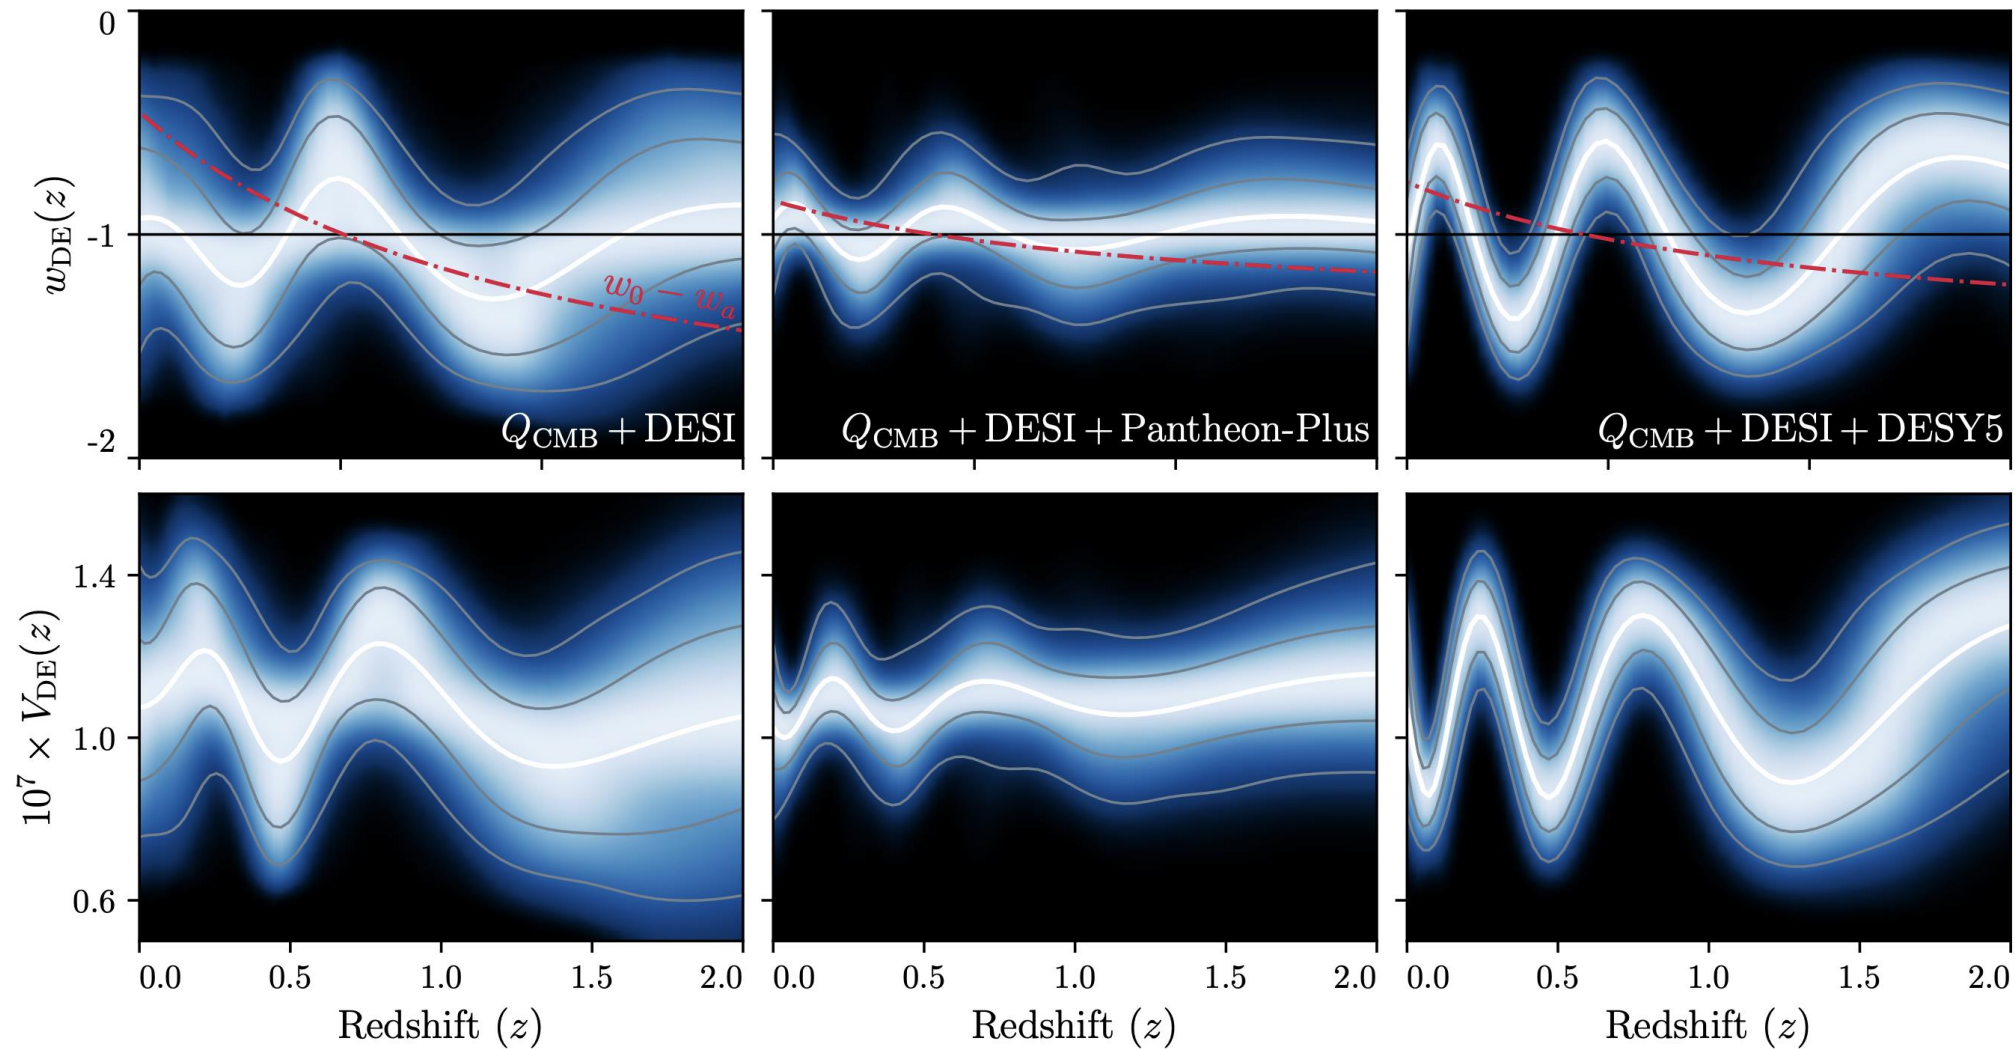 0
-1
-2
w_DE(z)
w_0 − w_a
Q_CMB + DESI
Q_CMB + DESI + Pantheon-Plus
Q_CMB + DESI + DESY5
1.4
1.0
0.6
10^7 × V_DE(z)
0.0 0.5 1.0 1.5 2.0
0.0 0.5 1.0 1.5 2.0
0.0 0.5 1.0 1.5 2.0
Redshift (z)
Redshift (z)
Redshift (z)